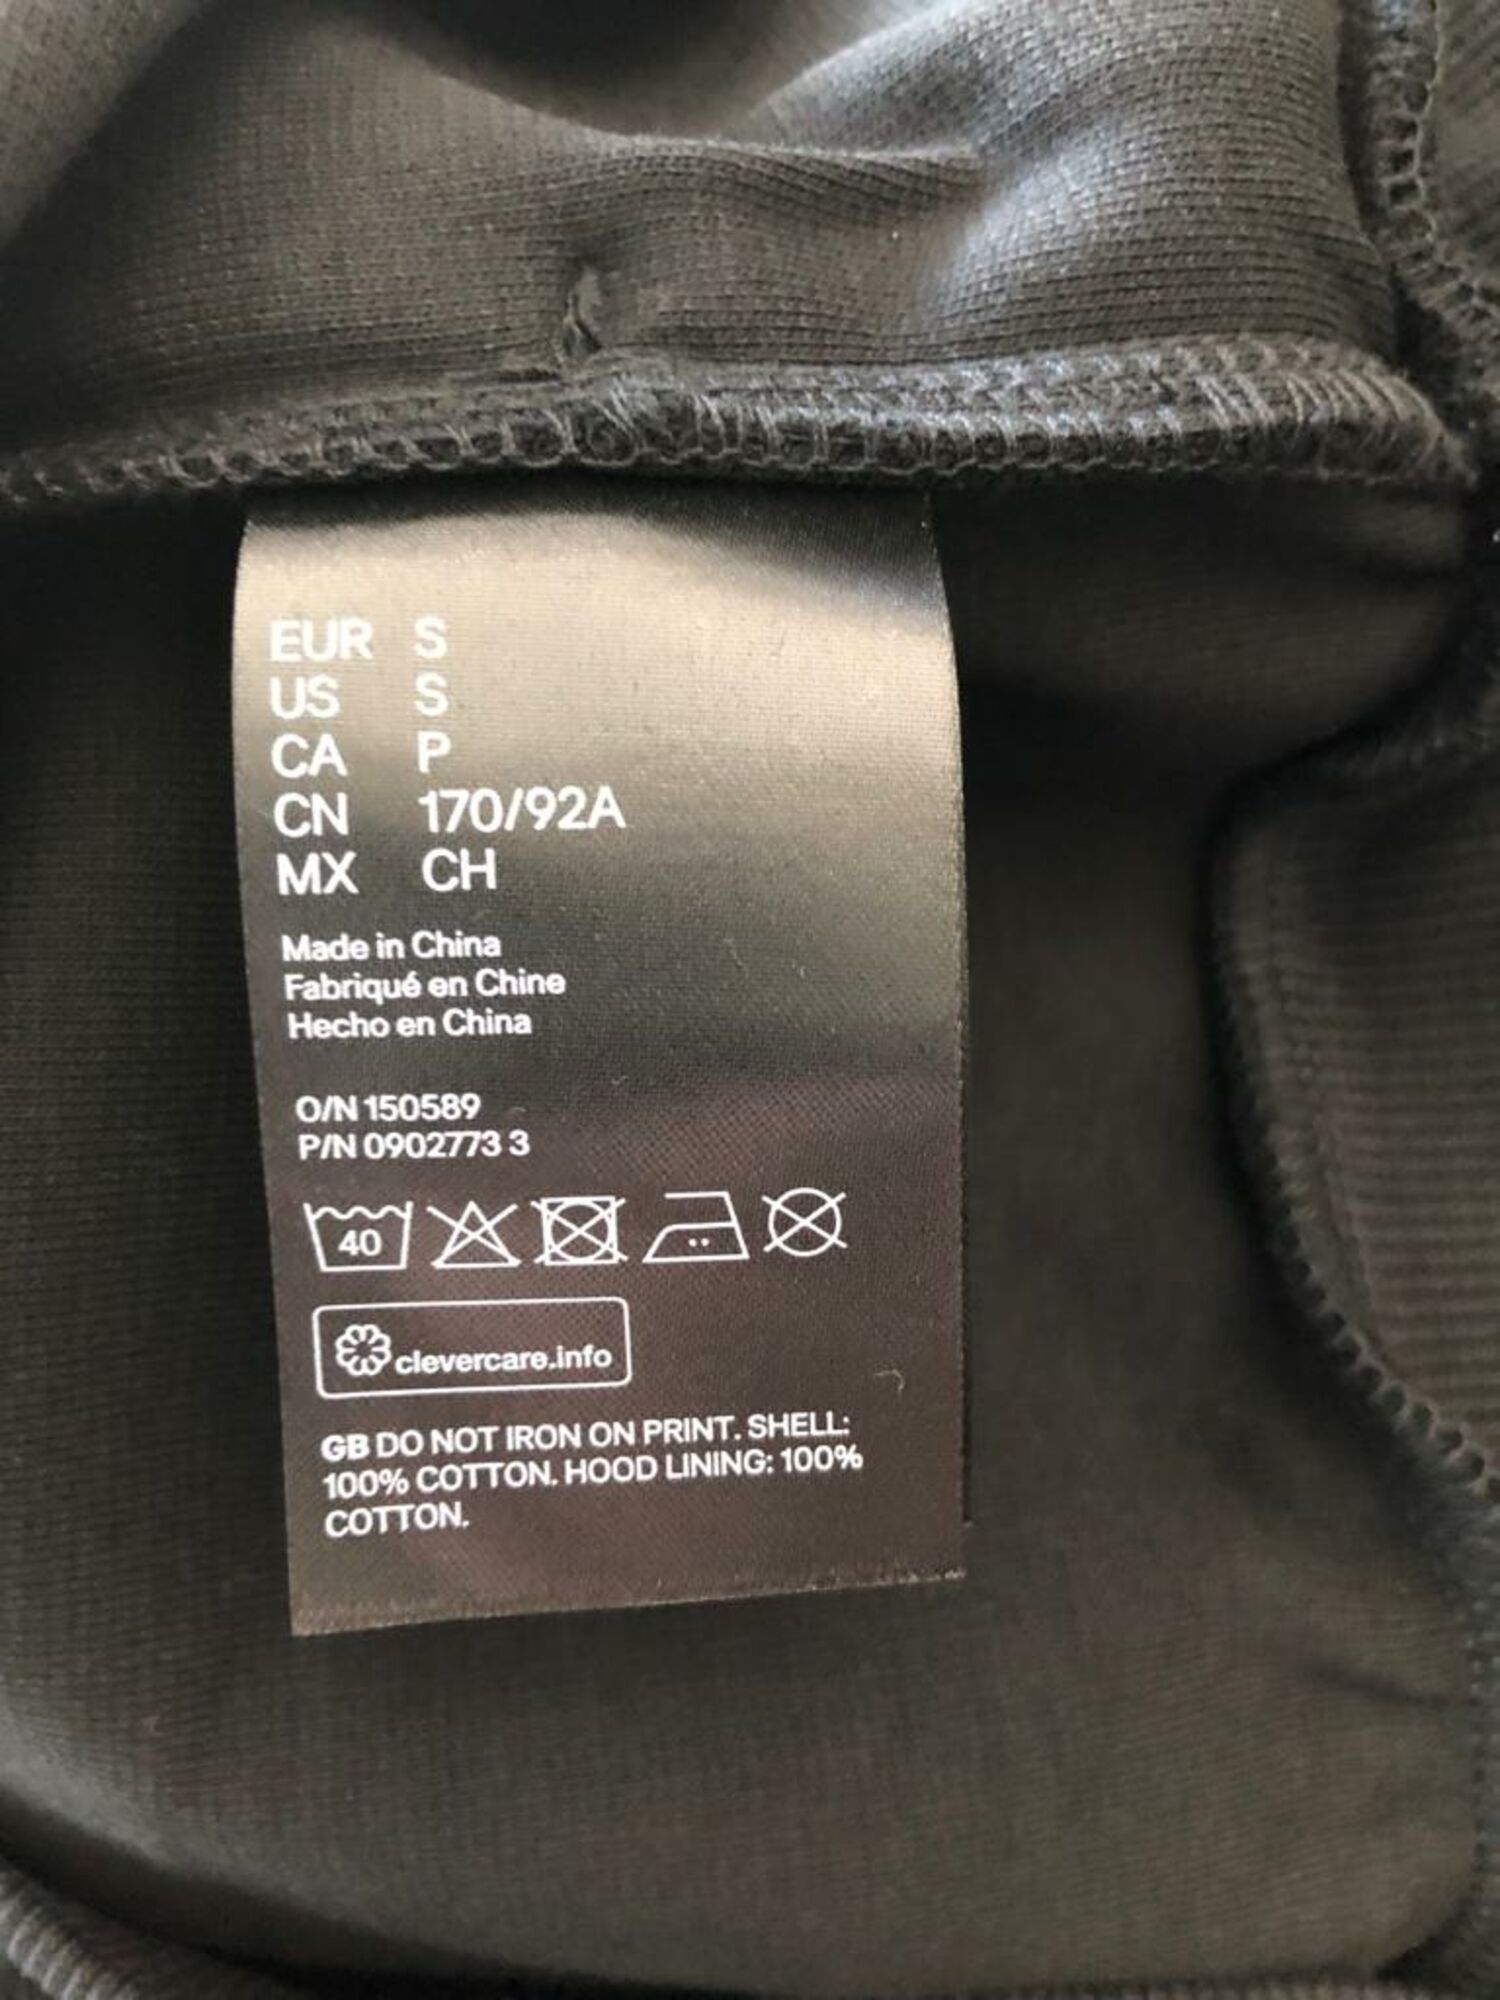 EUR S
US S
CA P
CN 170/92A
MX CH
Made in China
Fabriqué en Chine
Hecho en China
O/N 150589
P/N 0902773 3
40
clevercare.info
GB DO NOT IRON ON PRINT. SHELL:
100% COTTON. HOOD LINING: 100%
COTTON.